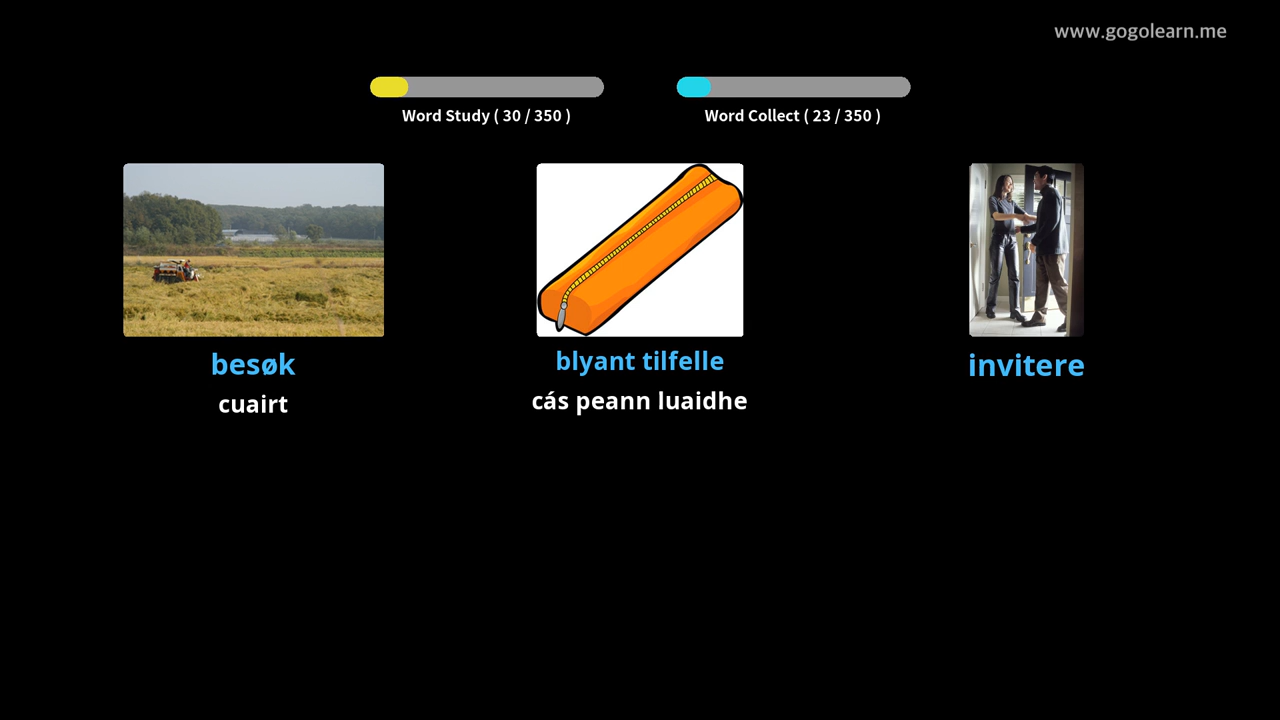 www.gogolearn.me
Word Study ( 30 / 350 )
Word Collect ( 23 / 350 )
besøk
cuairt
blyant tilfelle
cás peann luaidhe
invitere